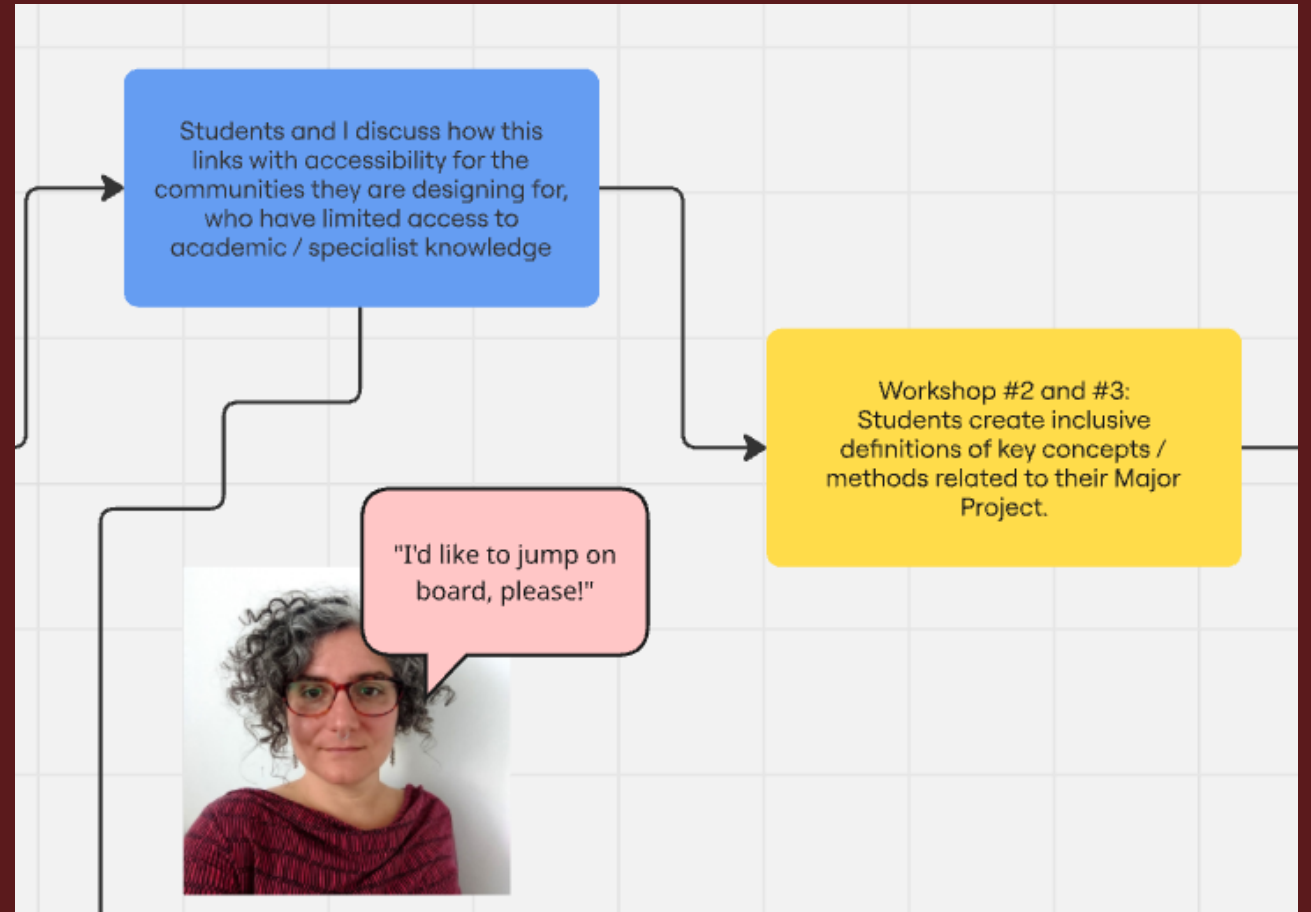 Students and I discuss how this
links with accessibility for the
communities they are designing for,
who have limited access to
academic / specialist knowledge
Workshop #2 and #3:
Students create inclusive
definitions of key concepts /
methods related to their Major
Project.
"I'd like to jump on
board, please!"